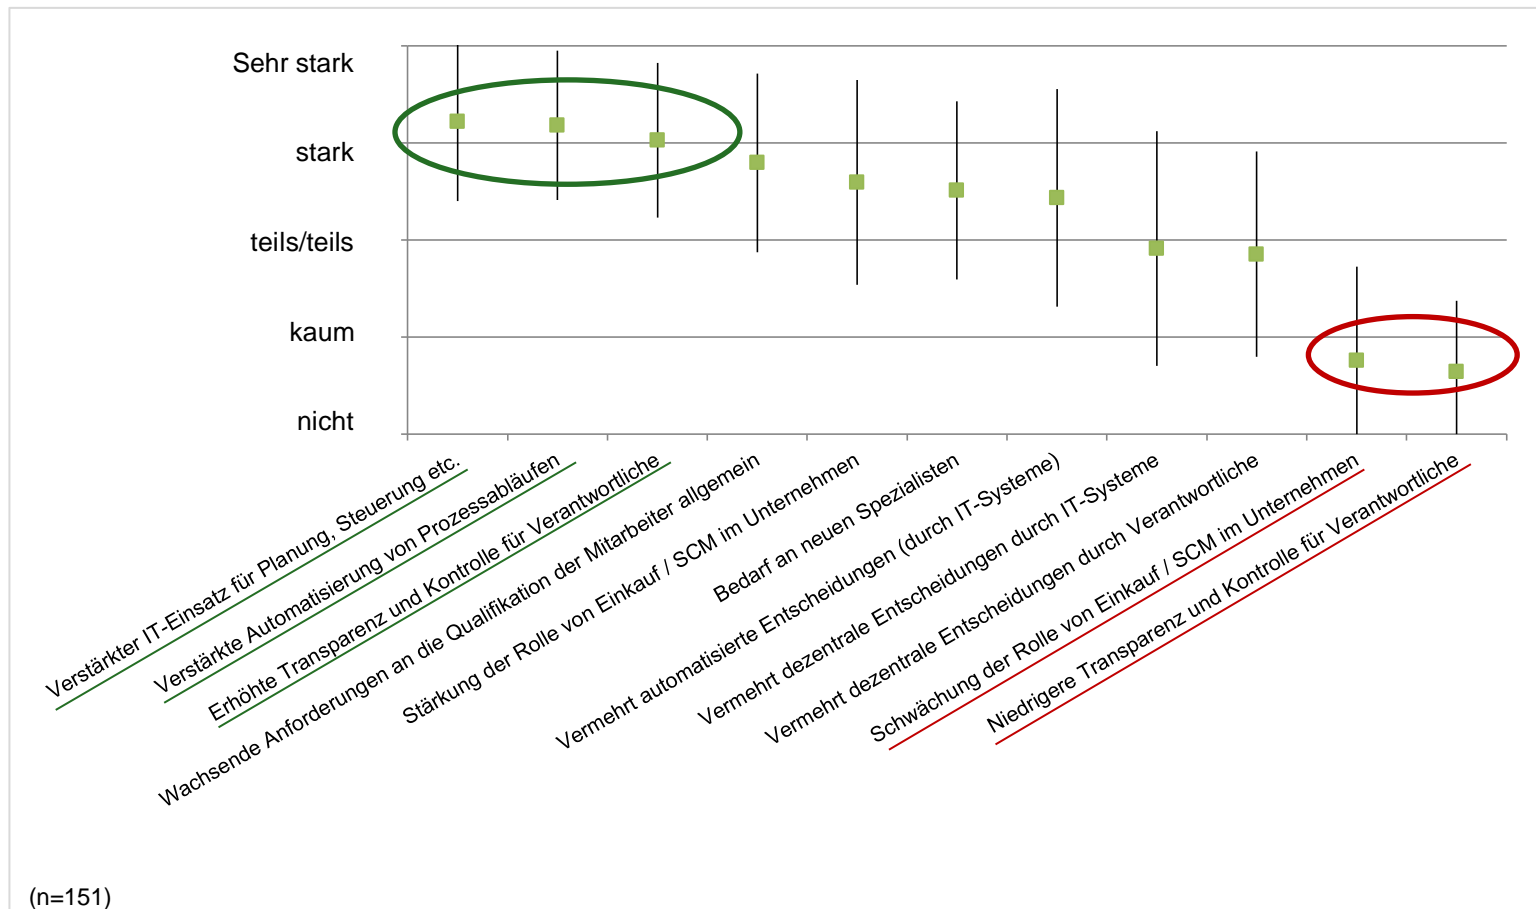 Sehr stark
stark
teils/teils
kaum
nicht
Verstärkter IT-Einsatz für Planung, Steuerung etc.
Verstärkte Automatisierung von Prozessabläufen
Erhöhte Transparenz und Kontrolle für Verantwortliche
Wachsende Anforderungen an die Qualifikation der Mitarbeiter allgemein
Stärkung der Rolle von Einkauf / SCM im Unternehmen
Bedarf an neuen Spezialisten
Vermehrt automatisierte Entscheidungen (durch IT-Systeme)
Vermehrt dezentrale Entscheidungen durch IT-Systeme
Vermehrt dezentrale Entscheidungen durch Verantwortliche
Schwächung der Rolle von Einkauf / SCM im Unternehmen
Niedrigere Transparenz und Kontrolle für Verantwortliche
(n=151)